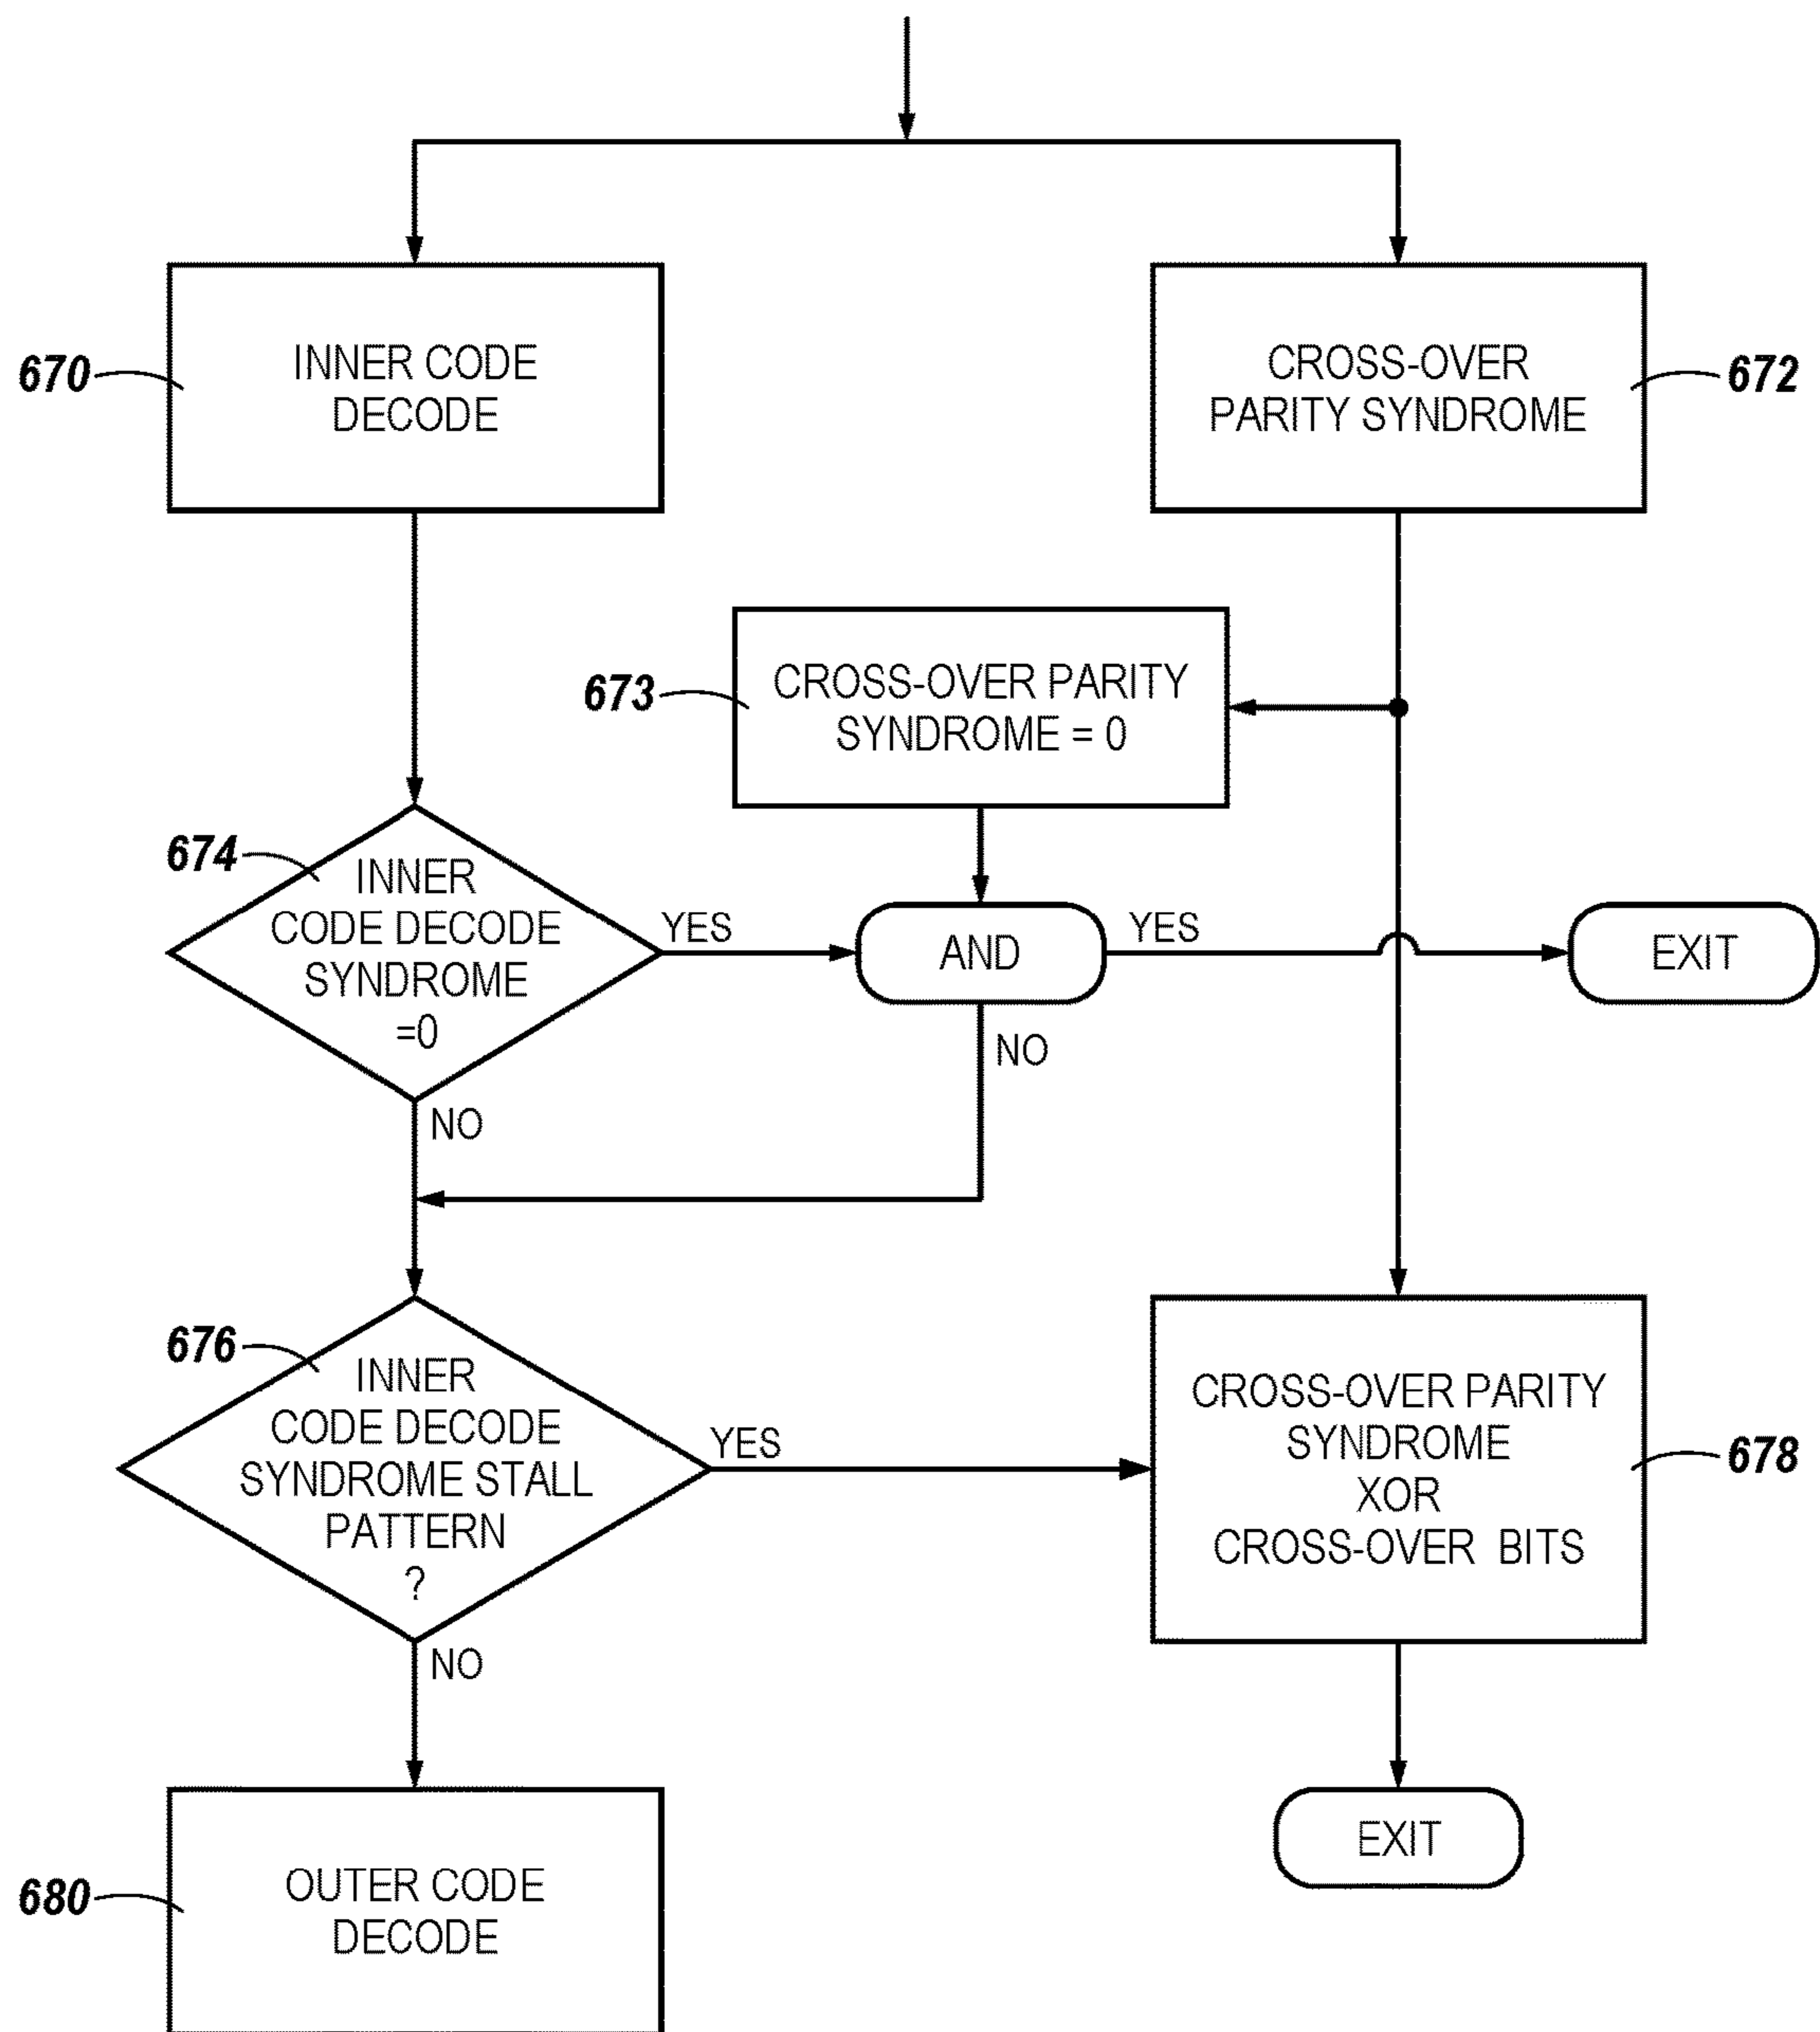 670
INNER CODE
DECODE
CROSS-OVER
PARITY SYNDROME
672
673
CROSS-OVER PARITY
SYNDROME = 0
674
INNER
CODE DECODE
SYNDROME
=0
YES
AND
YES
EXIT
NO
NO
676
INNER
CODE DECODE
SYNDROME STALL
PATTERN
?
YES
CROSS-OVER PARITY
SYNDROME
XOR
CROSS-OVER BITS
678
NO
680
OUTER CODE
DECODE
EXIT